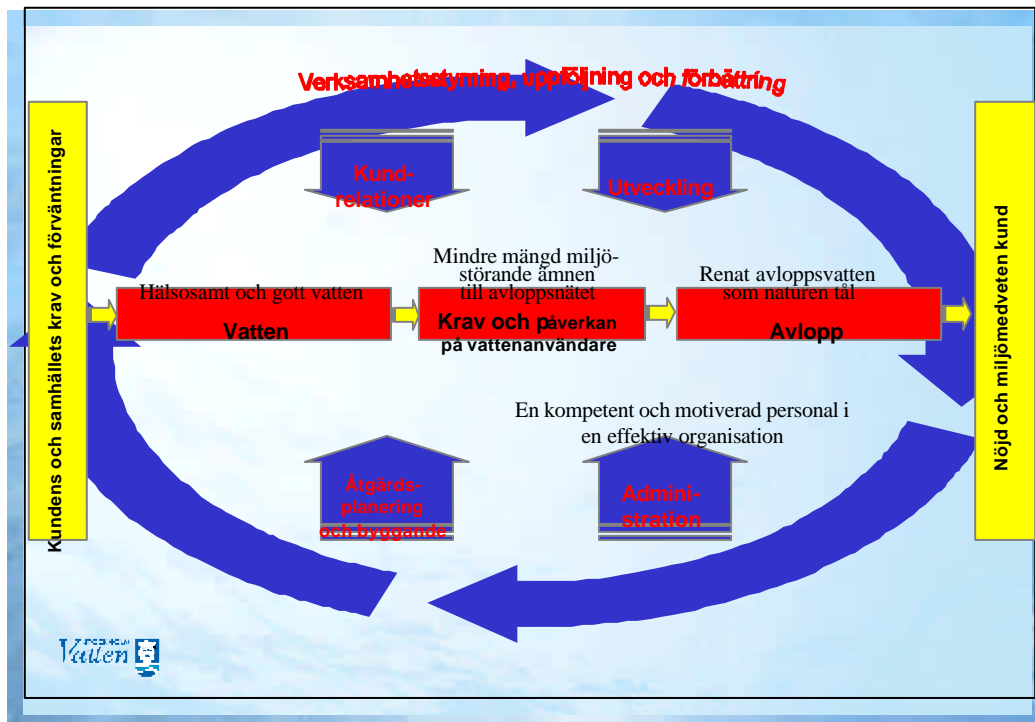 Verksamhetsstyrning, uppföljning och förbättring
Kundens och samhällets krav och förväntningar
Kund-
relationer
Utveckling
Hälsosamt och gott vatten
Vatten
Mindre mängd miljö-
störande ämnen
till avloppsnätet
Krav och påverkan
på vattenanvändare
Renat avloppsvatten
som naturen tål
Avlopp
Nöjd och miljömedveten kund
En kompetent och motiverad personal i
en effektiv organisation
Åtgärds-
planering
och byggande
Admini-
stration
Vatten